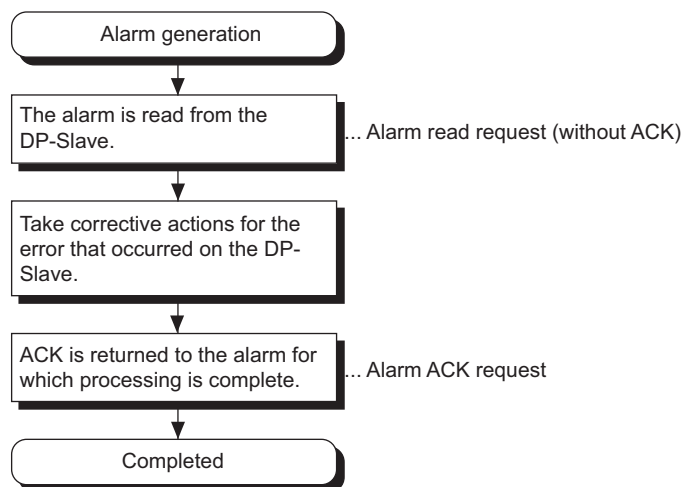 Alarm generation
The alarm is read from the
DP-Slave.
... Alarm read request (without ACK)
Take corrective actions for the
error that occurred on the DP-
Slave.
ACK is returned to the alarm for
which processing is complete.
... Alarm ACK request
Completed